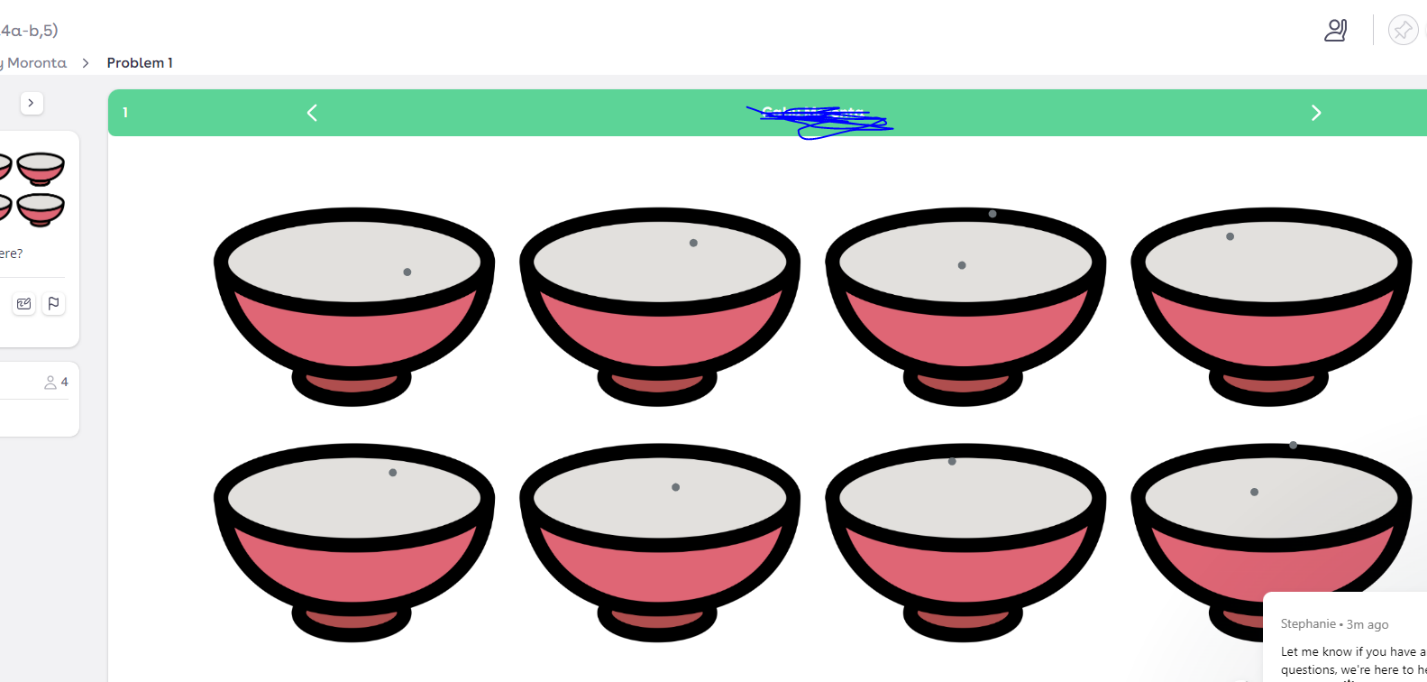 4a-b,5)
y Moronta > Problem 1
1
ere?
4
Stephanie • 3m ago
Let me know if you have a
questions, we're here to he